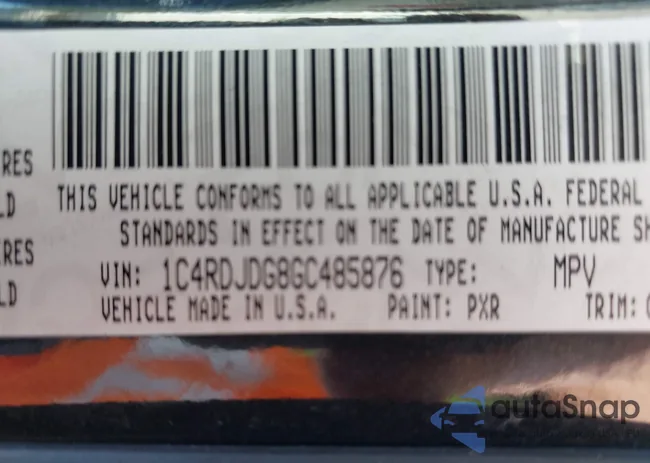 THIS VEHICLE CONFORMS TO ALL APPLICABLE U.S.A. FEDERAL
STANDARDS IN EFFECT ON THE DATE OF MANUFACTURE SH
VIN: 1C4RDJDG8GC485876 TYPE: MPV
VEHICLE MADE IN U.S.A. PAINT: PXR TRIM:
RES
LD
RES
LD
autaSnap